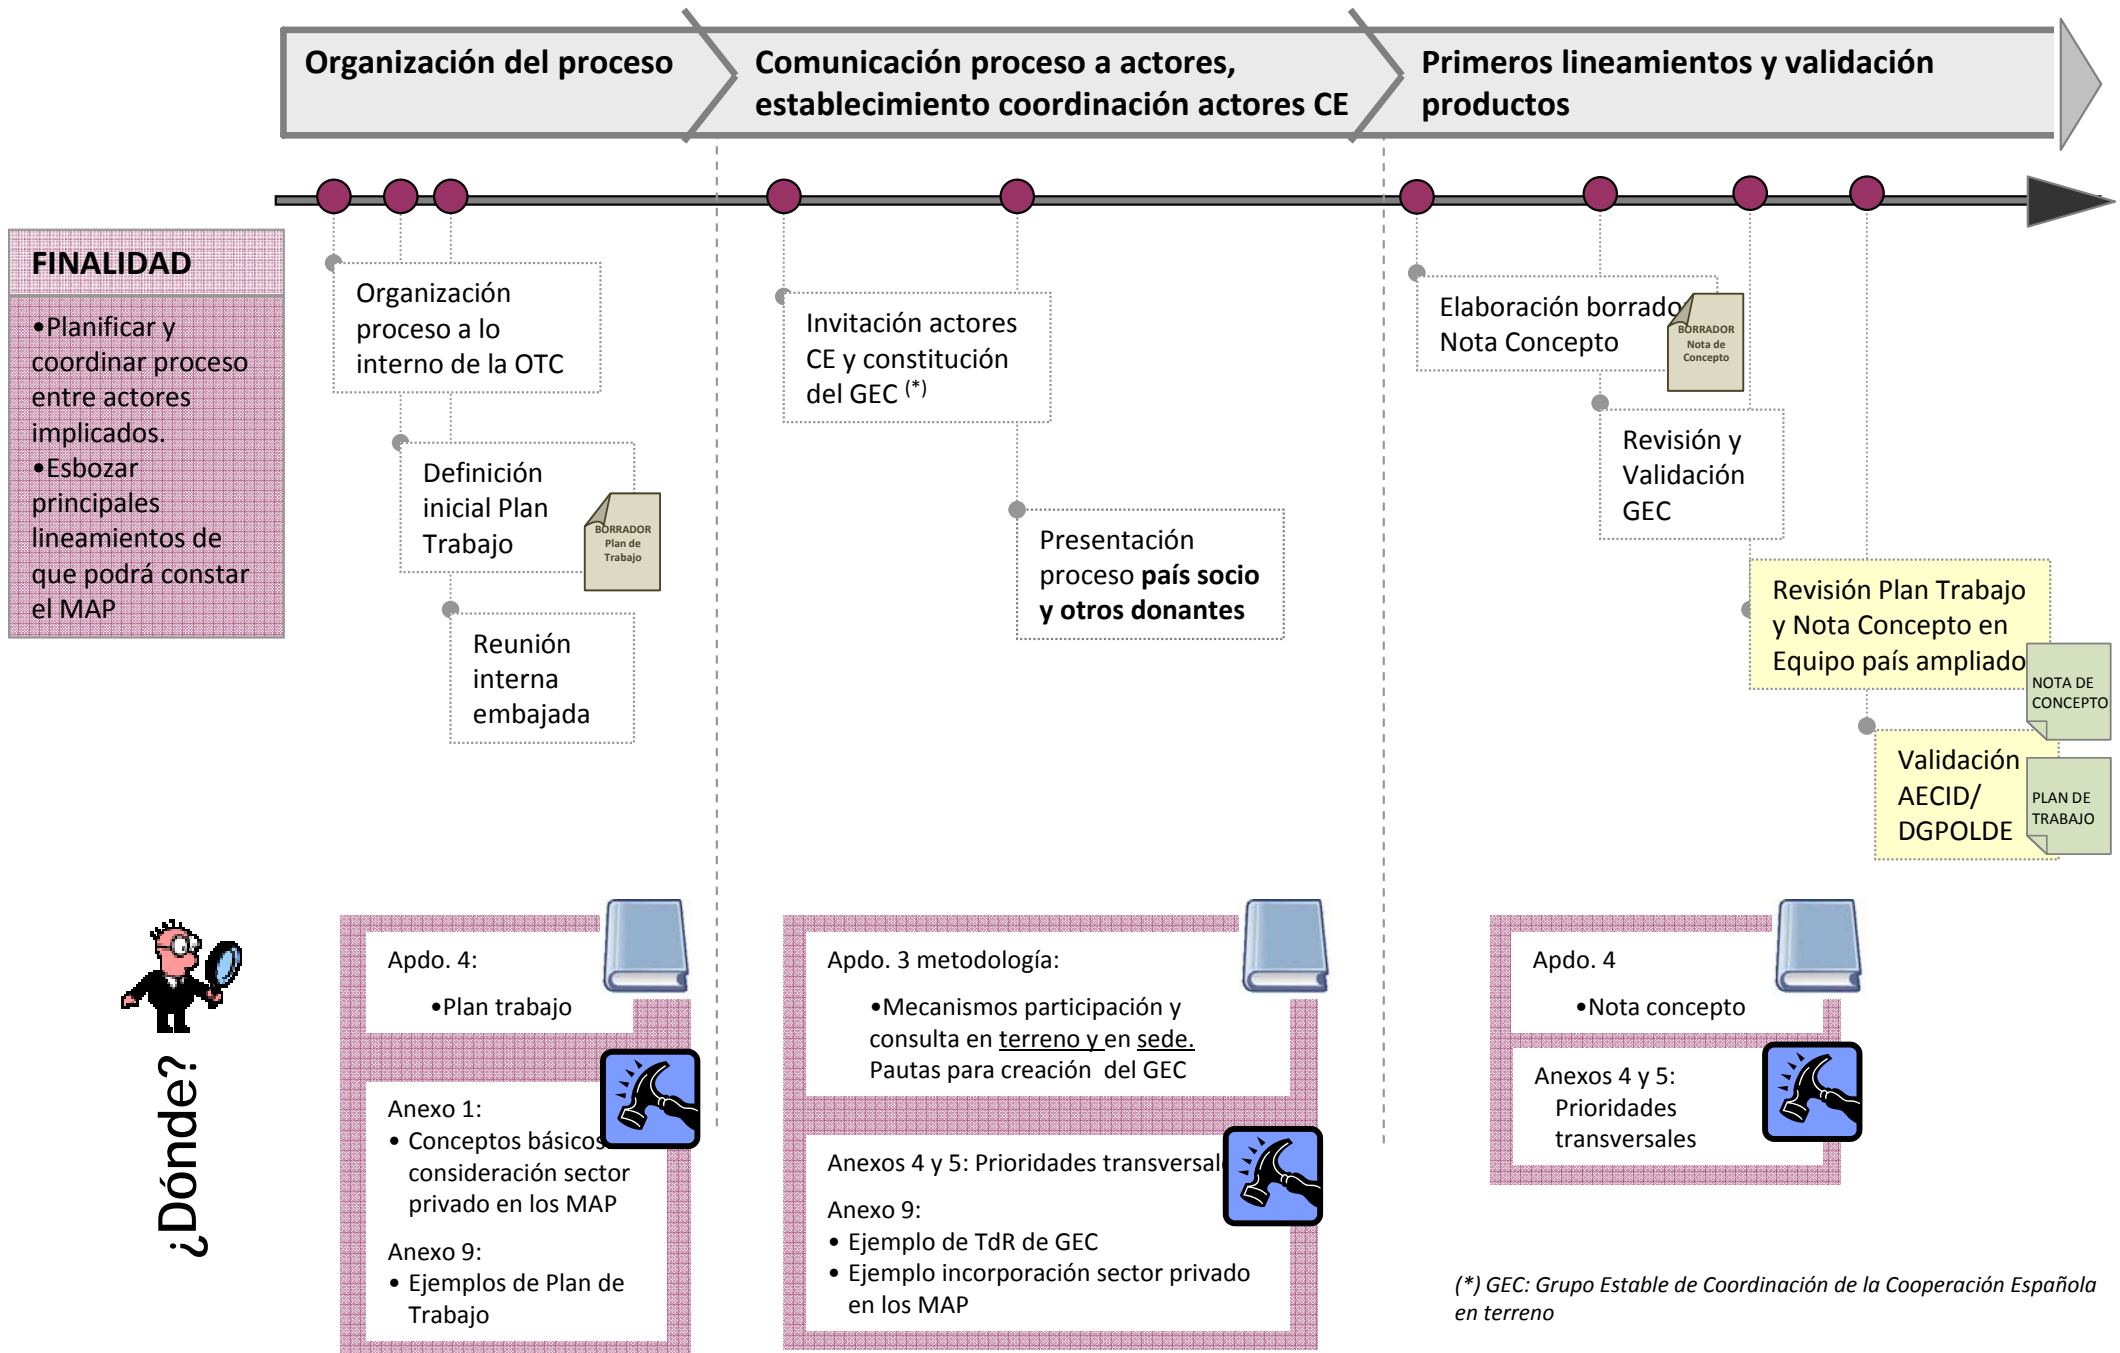 Organización del proceso
Comunicación proceso a actores,
establecimiento coordinación actores CE
Primeros lineamientos y validación
productos
FINALIDAD
•Planificar y
coordinar proceso
entre actores
implicados.
•Esbozar
principales
lineamientos de
que podrá constar
el MAP
Organización
proceso a lo
interno de la OTC
Definición
inicial Plan
Trabajo
BORRADOR
Plan de
Trabajo
Reunión
interna
embajada
Invitación actores
CE y constitución
del GEC (*)
Presentación
proceso país socio
y otros donantes
Elaboración borrado
Nota Concepto
BORRADOR
Nota de
Concepto
Revisión y
Validación
GEC
Revisión Plan Trabajo
y Nota Concepto en
Equipo país ampliado
NOTA DE
CONCEPTO
Validación
AECID/
DGPOLDE
PLAN DE
TRABAJO
¿Dónde?
Apdo. 4:
•Plan trabajo
Anexo 1:
• Conceptos básicos
consideración sector
privado en los MAP
Anexo 9:
• Ejemplos de Plan de
Trabajo
Apdo. 3 metodología:
•Mecanismos participación y
consulta en terreno y en sede.
Pautas para creación  del GEC
Anexos 4 y 5: Prioridades transversal
Anexo 9:
• Ejemplo de TdR de GEC
• Ejemplo incorporación sector privado
en los MAP
Apdo. 4
•Nota concepto
Anexos 4 y 5:
Prioridades
transversales
(*) GEC: Grupo Estable de Coordinación de la Cooperación Española
en terreno